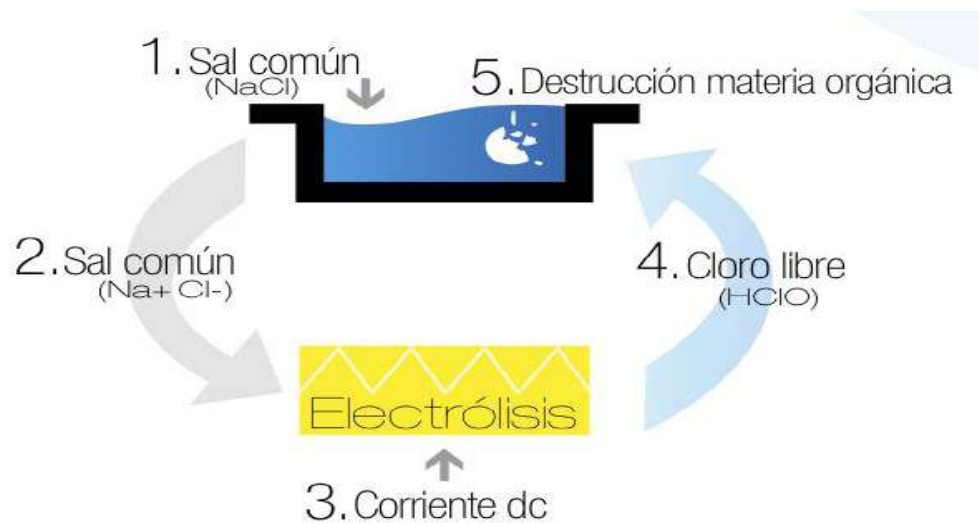 1. Sal común
(NaCl)
5. Destrucción materia orgánica
2. Sal común
(Na+ Cl-)
4. Cloro libre
(HClO)
Electrólisis
3. Corriente dc